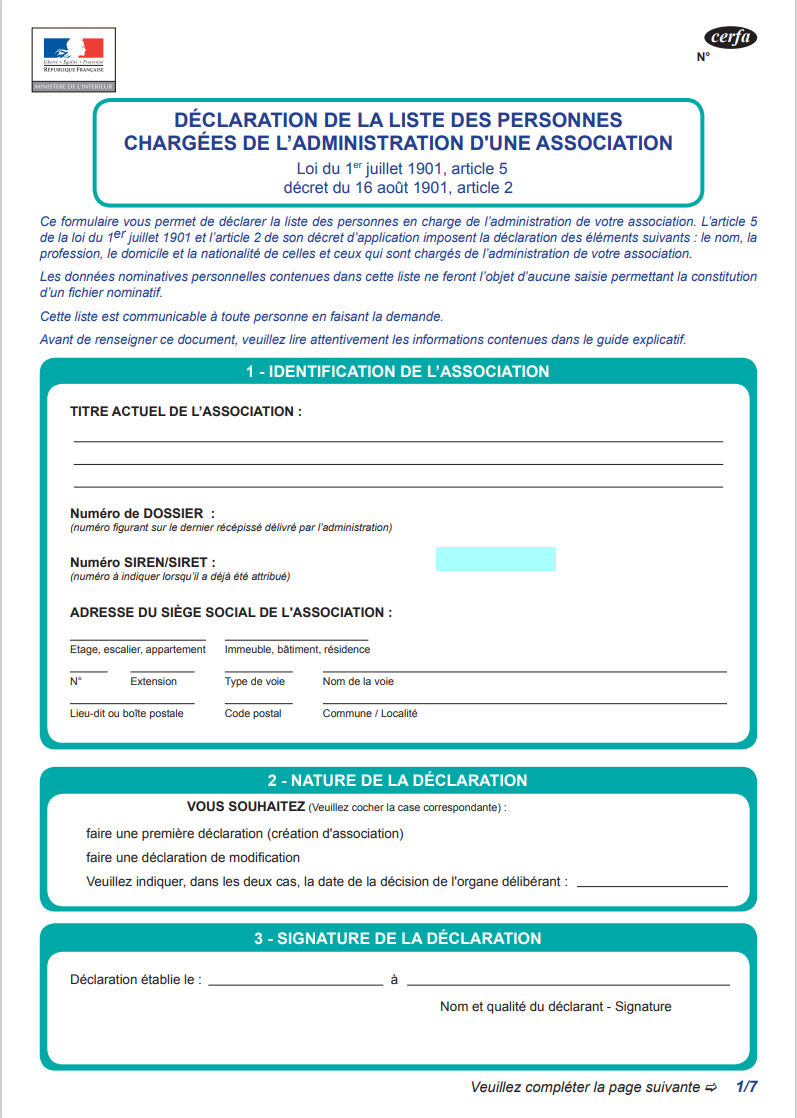 cerfa
N°
Liberté • Égalité • Fraternité
RÉPUBLIQUE FRANÇAISE
MINISTÈRE DE L'INTÉRIEUR
DÉCLARATION DE LA LISTE DES PERSONNES
CHARGÉES DE L’ADMINISTRATION D'UNE ASSOCIATION
Loi du 1er juillet 1901, article 5
décret du 16 août 1901, article 2
Ce formulaire vous permet de déclarer la liste des personnes en charge de l’administration de votre association. L’article 5
de la loi du 1er juillet 1901 et l’article 2 de son décret d’application imposent la déclaration des éléments suivants : le nom, la
profession, le domicile et la nationalité de celles et ceux qui sont chargés de l’administration de votre association.
Les données nominatives personnelles contenues dans cette liste ne feront l’objet d’aucune saisie permettant la constitution
d’un fichier nominatif.
Cette liste est communicable à toute personne en faisant la demande.
Avant de renseigner ce document, veuillez lire attentivement les informations contenues dans le guide explicatif.
1 - IDENTIFICATION DE L’ASSOCIATION
TITRE ACTUEL DE L’ASSOCIATION :
Numéro de DOSSIER :
(numéro figurant sur le dernier récépissé délivré par l’administration)
Numéro SIREN/SIRET :
(numéro à indiquer lorsqu’il a déjà été attribué)
ADRESSE DU SIÈGE SOCIAL DE L'ASSOCIATION :
Etage, escalier, appartement Immeuble, bâtiment, résidence
N° Extension Type de voie Nom de la voie
Lieu-dit ou boîte postale Code postal Commune / Localité
2 - NATURE DE LA DÉCLARATION
VOUS SOUHAITEZ (Veuillez cocher la case correspondante) :
faire une première déclaration (création d'association)
faire une déclaration de modification
Veuillez indiquer, dans les deux cas, la date de la décision de l'organe délibérant :
3 - SIGNATURE DE LA DÉCLARATION
Déclaration établie le : à
Nom et qualité du déclarant - Signature
Veuillez compléter la page suivante ➪ 1/7